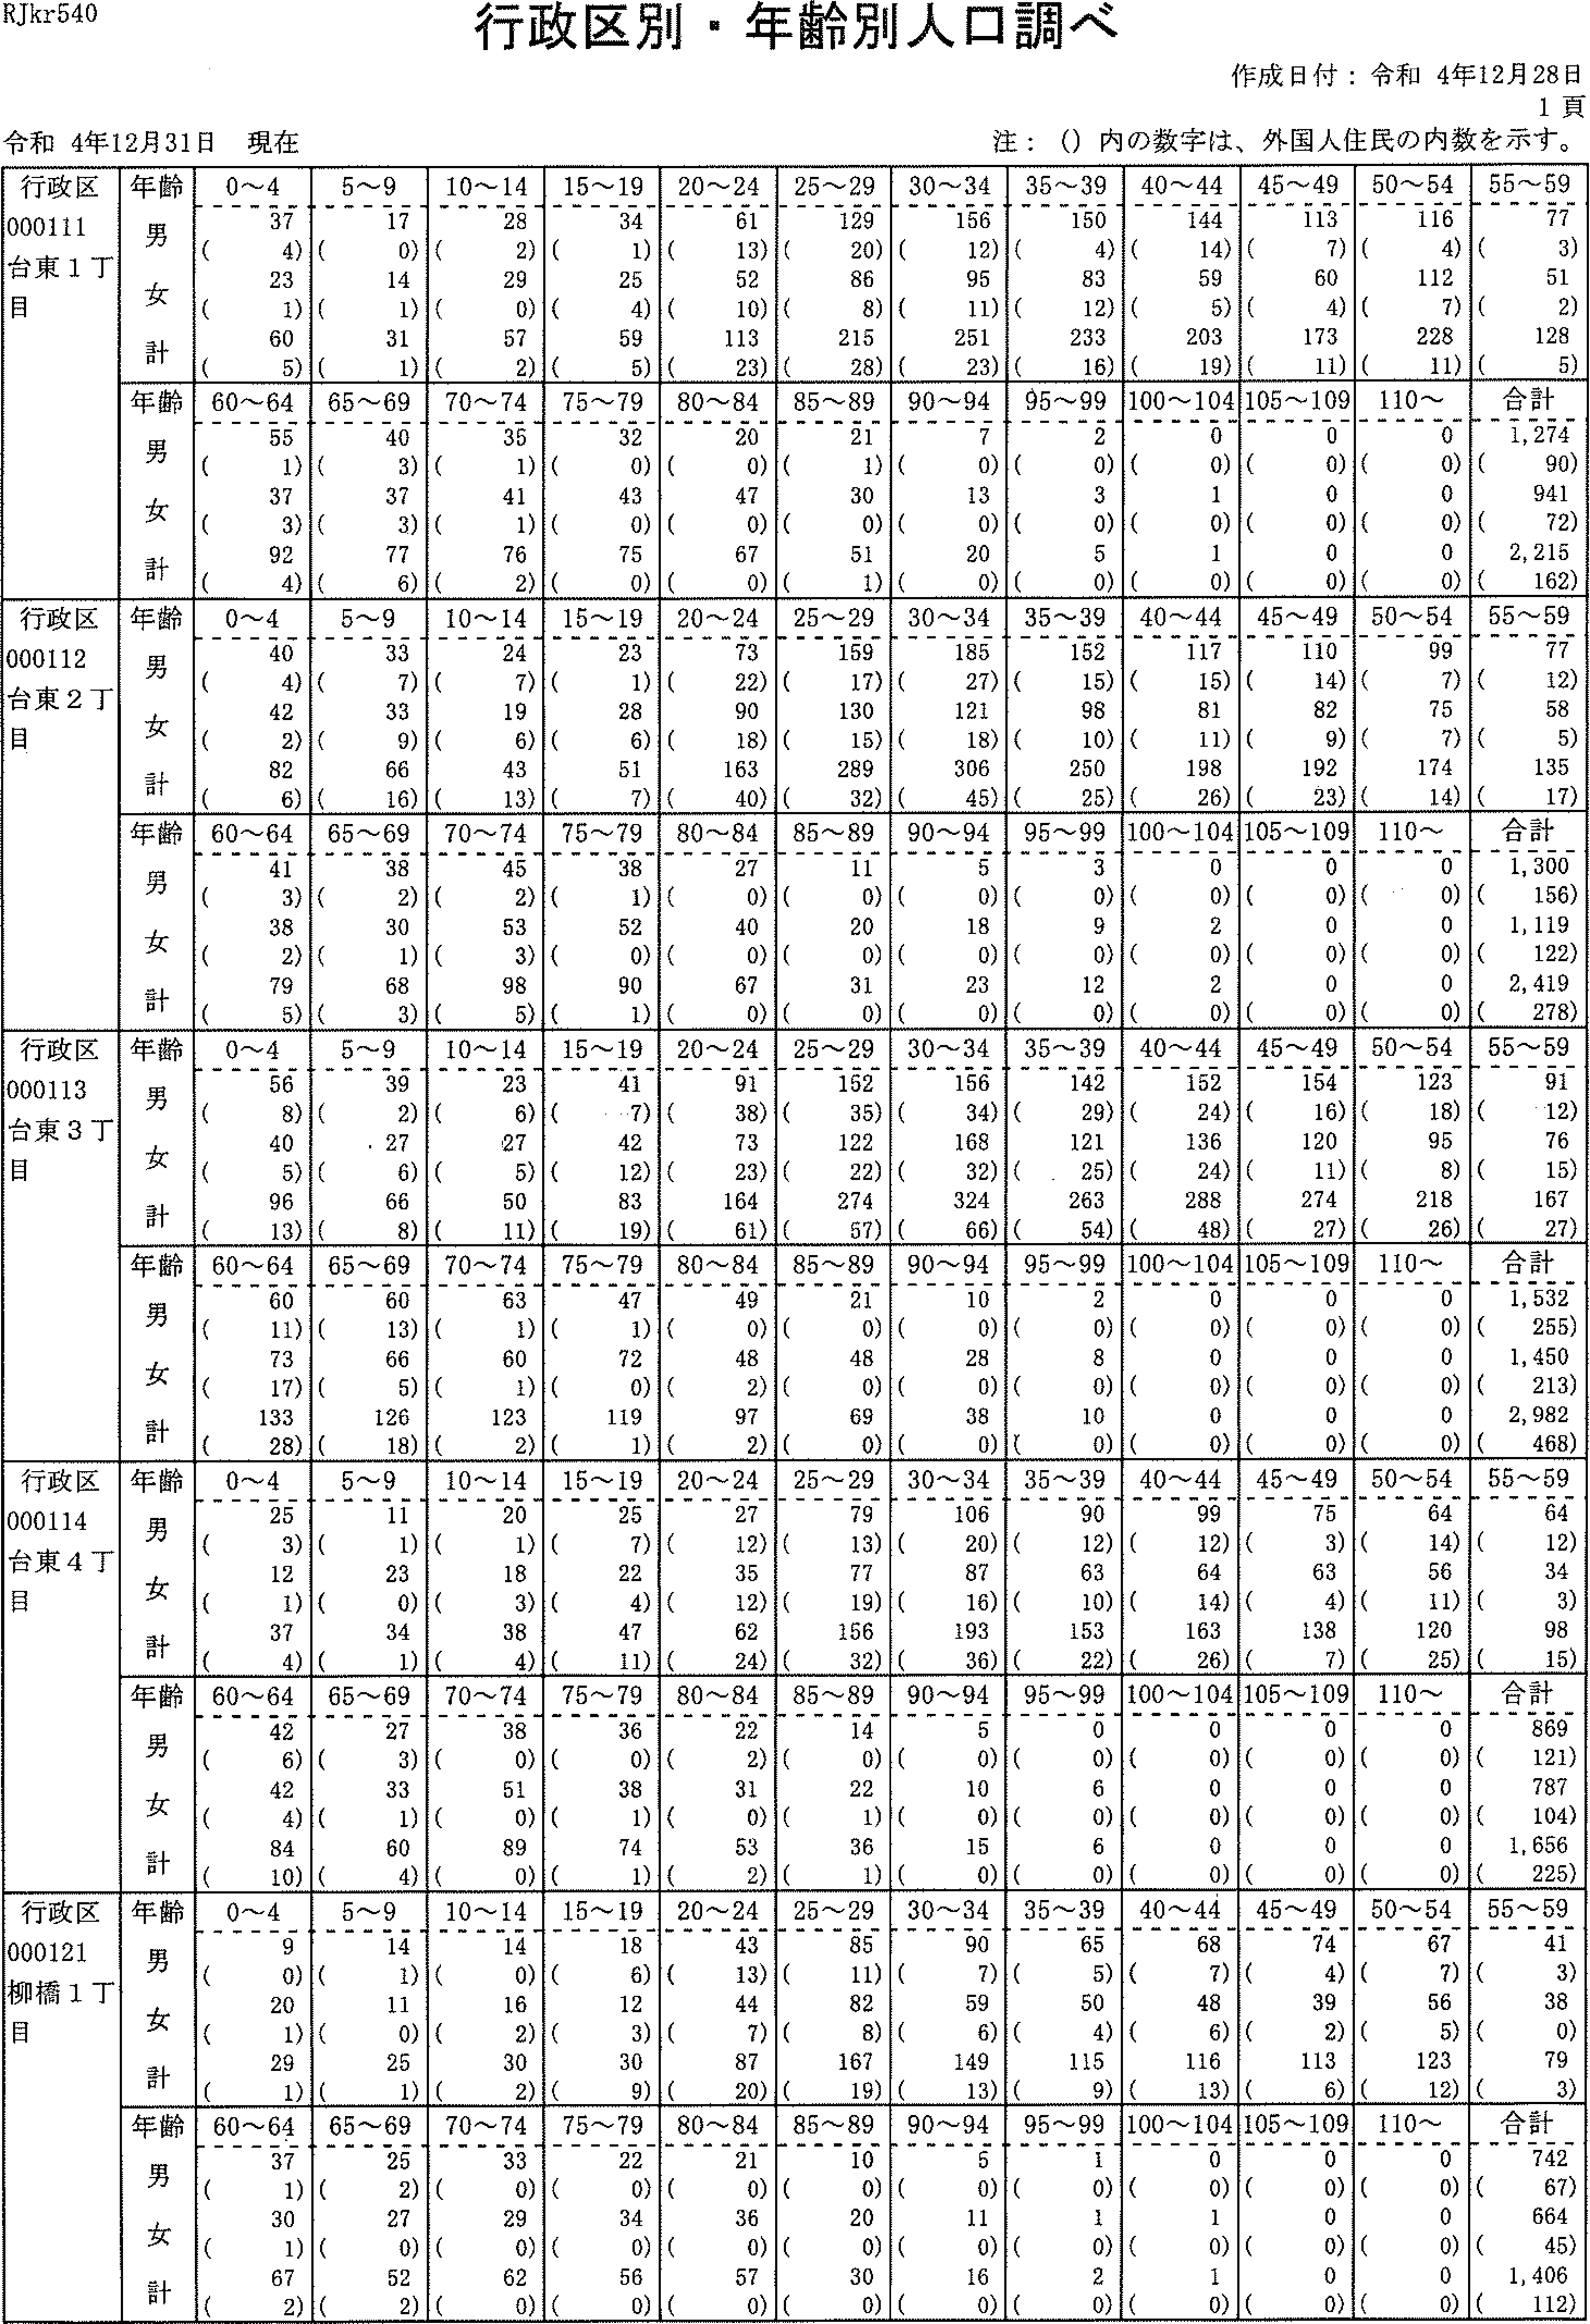 RJkr540
行政区別・年齢別人口調べ
作成日付：令和 4年12月28日
1 頁
令和 4年12月31日 現在
注：（）内の数字は、外国人住民の内数を示す。
行政区 年齢 0～4 5～9 10～14 15～19 20～24 25～29 30～34 35～39 40～44 45～49 50～54 55～59
000111 男 37 17 28 34 61 129 156 150 144 113 116 77
( 4)( 0)( 2)( 1)( 13)( 20)( 12)( 4)( 14)( 7)( 4)( 3)
台東1丁目 女 23 14 29 25 52 86 95 83 59 60 112 51
( 1)( 1)( 0)( 4)( 10)( 8)( 11)( 12)( 5)( 4)( 7)( 2)
計 60 31 57 59 113 215 251 233 203 173 228 128
( 5)( 1)( 2)( 5)( 23)( 28)( 23)( 16)( 19)( 11)( 11)( 5)
年齢 60～64 65～69 70～74 75～79 80～84 85～89 90～94 95～99 100～104 105～109 110～ 合計
男 55 40 35 32 20 21 7 2 0 0 0 1,274
( 1)( 3)( 1)( 0)( 0)( 1)( 0)( 0)( 0)( 0)( 0)( 90)
女 37 37 41 43 47 30 13 3 1 0 0 941
( 3)( 3)( 1)( 0)( 0)( 0)( 0)( 0)( 0)( 0)( 0)( 72)
計 92 77 76 75 67 51 20 5 1 0 0 2,215
( 4)( 6)( 2)( 0)( 0)( 1)( 0)( 0)( 0)( 0)( 0)( 162)
行政区 年齢 0～4 5～9 10～14 15～19 20～24 25～29 30～34 35～39 40～44 45～49 50～54 55～59
000112 男 40 33 24 23 73 159 185 152 117 110 99 77
( 4)( 7)( 7)( 1)( 22)( 17)( 27)( 15)( 15)( 14)( 7)( 12)
台東2丁目 女 42 33 19 28 90 130 121 98 81 82 75 58
( 2)( 9)( 6)( 6)( 18)( 15)( 18)( 10)( 11)( 9)( 7)( 5)
計 82 66 43 51 163 289 306 250 198 192 174 135
( 6)( 16)( 13)( 7)( 40)( 32)( 45)( 25)( 26)( 23)( 14)( 17)
年齢 60～64 65～69 70～74 75～79 80～84 85～89 90～94 95～99 100～104 105～109 110～ 合計
男 41 38 45 38 27 11 5 3 0 0 0 1,300
( 3)( 2)( 2)( 1)( 0)( 0)( 0)( 0)( 0)( 0)( 0)( 156)
女 38 30 53 52 40 20 18 9 2 0 0 1,119
( 2)( 1)( 3)( 0)( 0)( 0)( 0)( 0)( 0)( 0)( 0)( 122)
計 79 68 98 90 67 31 23 12 2 0 0 2,419
( 5)( 3)( 5)( 1)( 0)( 0)( 0)( 0)( 0)( 0)( 0)( 278)
行政区 年齢 0～4 5～9 10～14 15～19 20～24 25～29 30～34 35～39 40～44 45～49 50～54 55～59
000113 男 56 39 23 41 91 152 156 142 152 154 123 91
( 8)( 2)( 6)( 7)( 38)( 35)( 34)( 29)( 24)( 16)( 18)( 12)
台東3丁目 女 40 27 27 42 73 122 168 121 136 120 95 76
( 5)( 6)( 5)( 12)( 23)( 22)( 32)( 25)( 24)( 11)( 8)( 15)
計 96 66 50 83 164 274 324 263 288 274 218 167
( 13)( 8)( 11)( 19)( 61)( 57)( 66)( 54)( 48)( 27)( 26)( 27)
年齢 60～64 65～69 70～74 75～79 80～84 85～89 90～94 95～99 100～104 105～109 110～ 合計
男 60 60 63 47 49 21 10 2 0 0 0 1,532
( 11)( 13)( 1)( 1)( 0)( 0)( 0)( 0)( 0)( 0)( 0)( 255)
女 73 66 60 72 48 48 28 8 0 0 0 1,450
( 17)( 5)( 1)( 0)( 2)( 0)( 0)( 0)( 0)( 0)( 0)( 213)
計 133 126 123 119 97 69 38 10 0 0 0 2,982
( 28)( 18)( 2)( 1)( 2)( 0)( 0)( 0)( 0)( 0)( 0)( 468)
行政区 年齢 0～4 5～9 10～14 15～19 20～24 25～29 30～34 35～39 40～44 45～49 50～54 55～59
000114 男 25 11 20 25 27 79 106 90 99 75 64 64
( 3)( 1)( 1)( 7)( 12)( 13)( 20)( 12)( 12)( 3)( 14)( 12)
台東4丁目 女 12 23 18 22 35 77 87 63 64 63 56 34
( 1)( 0)( 3)( 4)( 12)( 19)( 16)( 10)( 14)( 4)( 11)( 3)
計 37 34 38 47 62 156 193 153 163 138 120 98
( 4)( 1)( 4)( 11)( 24)( 32)( 36)( 22)( 26)( 7)( 25)( 15)
年齢 60～64 65～69 70～74 75～79 80～84 85～89 90～94 95～99 100～104 105～109 110～ 合計
男 42 27 38 36 22 14 5 0 0 0 0 869
( 6)( 3)( 0)( 0)( 2)( 0)( 0)( 0)( 0)( 0)( 0)( 121)
女 42 33 51 38 31 22 10 6 0 0 0 787
( 4)( 1)( 0)( 1)( 0)( 1)( 0)( 0)( 0)( 0)( 0)( 104)
計 84 60 89 74 53 36 15 6 0 0 0 1,656
( 10)( 4)( 0)( 1)( 2)( 1)( 0)( 0)( 0)( 0)( 0)( 225)
行政区 年齢 0～4 5～9 10～14 15～19 20～24 25～29 30～34 35～39 40～44 45～49 50～54 55～59
000121 男 9 14 14 18 43 85 90 65 68 74 67 41
( 0)( 1)( 0)( 6)( 13)( 11)( 7)( 5)( 7)( 4)( 7)( 3)
柳橋1丁目 女 20 11 16 12 44 82 59 50 48 39 56 38
( 1)( 0)( 2)( 3)( 7)( 8)( 6)( 4)( 6)( 2)( 5)( 0)
計 29 25 30 30 87 167 149 115 116 113 123 79
( 1)( 1)( 2)( 9)( 20)( 19)( 13)( 9)( 13)( 6)( 12)( 3)
年齢 60～64 65～69 70～74 75～79 80～84 85～89 90～94 95～99 100～104 105～109 110～ 合計
男 37 25 33 22 21 10 5 1 0 0 0 742
( 1)( 2)( 0)( 0)( 0)( 0)( 0)( 0)( 0)( 0)( 0)( 67)
女 30 27 29 34 36 20 11 1 1 0 0 664
( 1)( 0)( 0)( 0)( 0)( 0)( 0)( 0)( 0)( 0)( 0)( 45)
計 67 52 62 56 57 30 16 2 1 0 0 1,406
( 2)( 2)( 0)( 0)( 0)( 0)( 0)( 0)( 0)( 0)( 0)( 112)